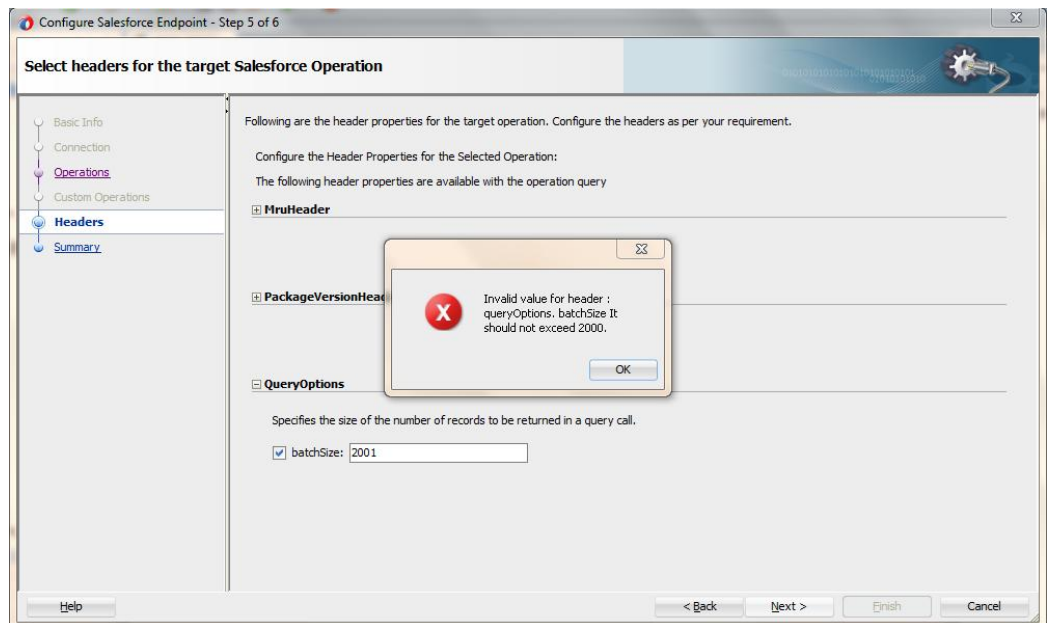 Configure Salesforce Endpoint - Step 5 of 6
Select headers for the target Salesforce Operation
Basic Info
Connection
Operations
Custom Operations
Headers
Summary
Following are the header properties for the target operation. Configure the headers as per your requirement.
Configure the Header Properties for the Selected Operation:
The following header properties are available with the operation query
MruHeader
PackageVersionHead
Invalid value for header :
queryOptions. batchSize It
should not exceed 2000.
OK
QueryOptions
Specifies the size of the number of records to be returned in a query call.
batchSize: 2001
Help
< Back
Next >
Finish
Cancel